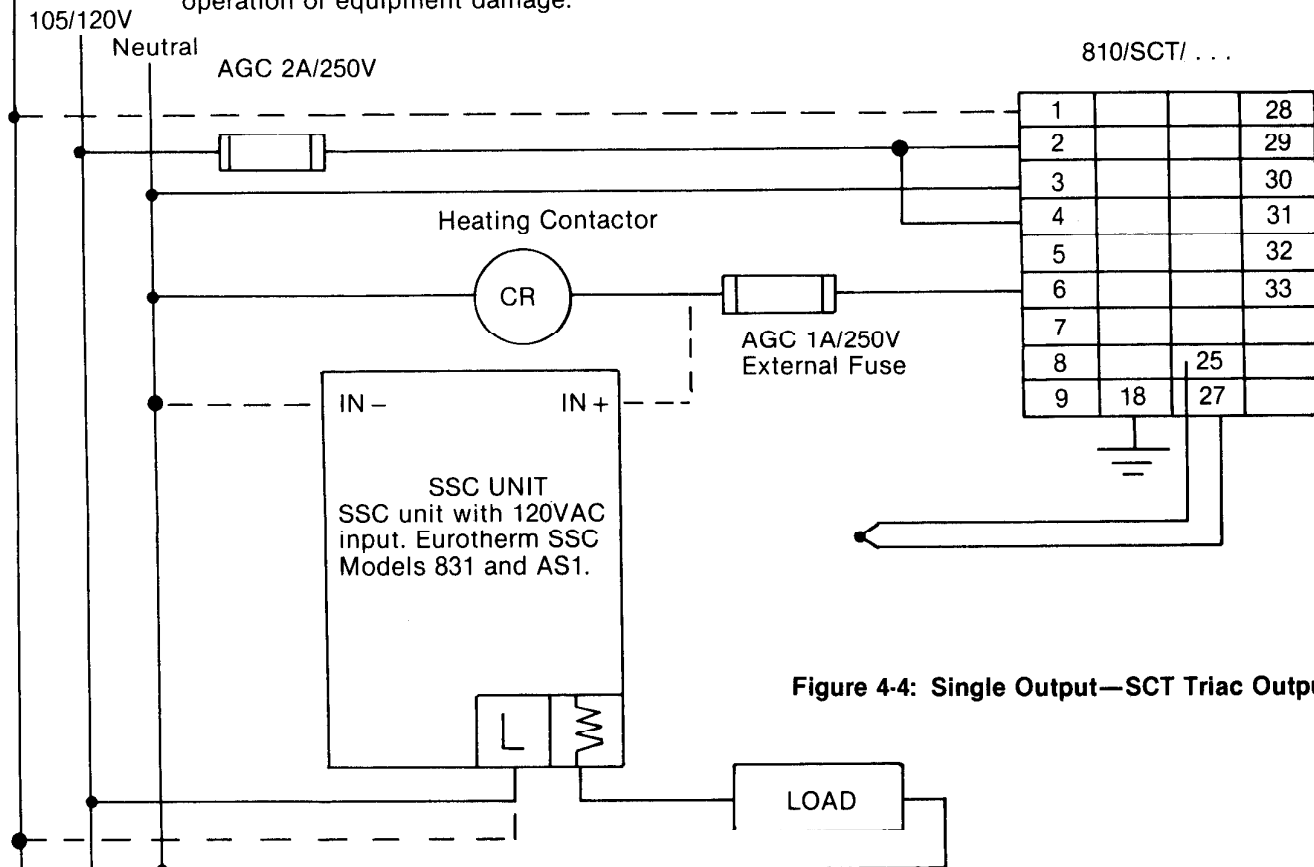 operation or equipment damage.
105/120V
Neutral
AGC 2A/250V
810/SCT/ . . .
1 28
2 29
3 30
4 31
5 32
6 33
7
8 25
9 18 27
Heating Contactor
CR
AGC 1A/250V
External Fuse
IN –
IN +
SSC UNIT
SSC unit with 120VAC
input. Eurotherm SSC
Models 831 and AS1.
Figure 4-4: Single Output—SCT Triac Outpu
L
LOAD